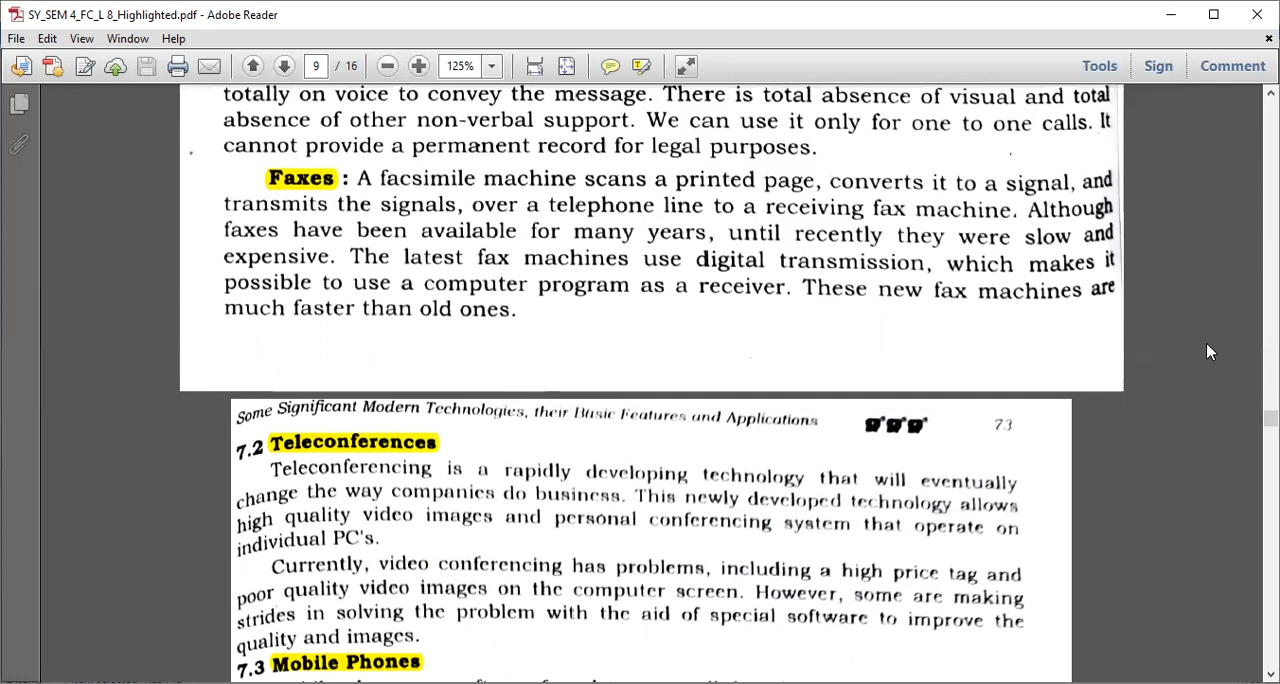 SY_SEM 4_FC_L 8_Highlighted.pdf - Adobe Reader
File Edit View Window Help
9 / 16 125% Tools Sign Comment
totally on voice to convey the message. There is total absence of visual and total
absence of other non-verbal support. We can use it only for one to one calls. It
cannot provide a permanent record for legal purposes.
Faxes : A facsimile machine scans a printed page, converts it to a signal, and
transmits the signals, over a telephone line to a receiving fax machine. Although
faxes have been available for many years, until recently they were slow and
expensive. The latest fax machines use digital transmission, which makes it
possible to use a computer program as a receiver. These new fax machines are
much faster than old ones.
Some Significant Modern Technologies, their Basic Features and Applications 73
7.2 Teleconferences
Teleconferencing is a rapidly developing technology that will eventually
change the way companies do business. This newly developed technology allows
high quality video images and personal conferencing system that operate on
individual PC's.
Currently, video conferencing has problems, including a high price tag and
poor quality video images on the computer screen. However, some are making
strides in solving the problem with the aid of special software to improve the
quality and images.
7.3 Mobile Phones